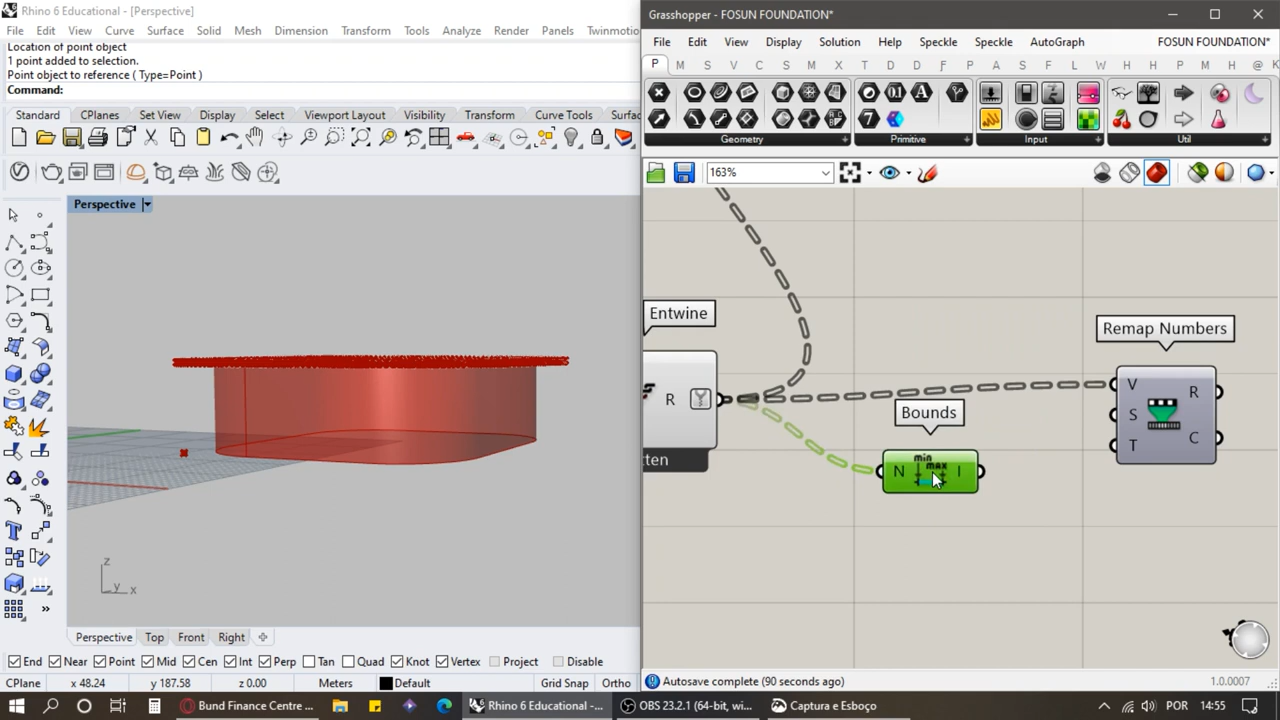 Rhino 6 Educational - [Perspective]
File Edit View Curve Surface Solid Mesh Dimension Transform Tools Analyze Render Panels Twinmotio
Location of point object
1 point added to selection.
Point object to reference ( Type=Point )
Command:
Standard CPlanes Set View Display Select Viewport Layout Visibility Transform Curve Tools Surfac
Perspective
z
y x
Perspective Top Front Right
End Near Point Mid Cen Int Perp Tan Quad Knot Vertex Project Disable
CPlane x 48.24 y 187.58 z 0.00 Meters Default Grid Snap Ortho
Grasshopper - FOSUN FOUNDATION*
File Edit View Display Solution Help Speckle Speckle AutoGraph FOSUN FOUNDATION*
P M S V C S M X T D D F R A S F L W H H P M H @ K
Geometry Primitive Input Util
163%
Entwine
R
tten
Bounds
N min max I
Remap Numbers
V R
S
T C
Autosave complete (90 seconds ago) 1.0.0007
Bund Finance Centre ... Rhino 6 Educational -... OBS 23.2.1 (64-bit, wi... Captura e Esboço POR 14:55